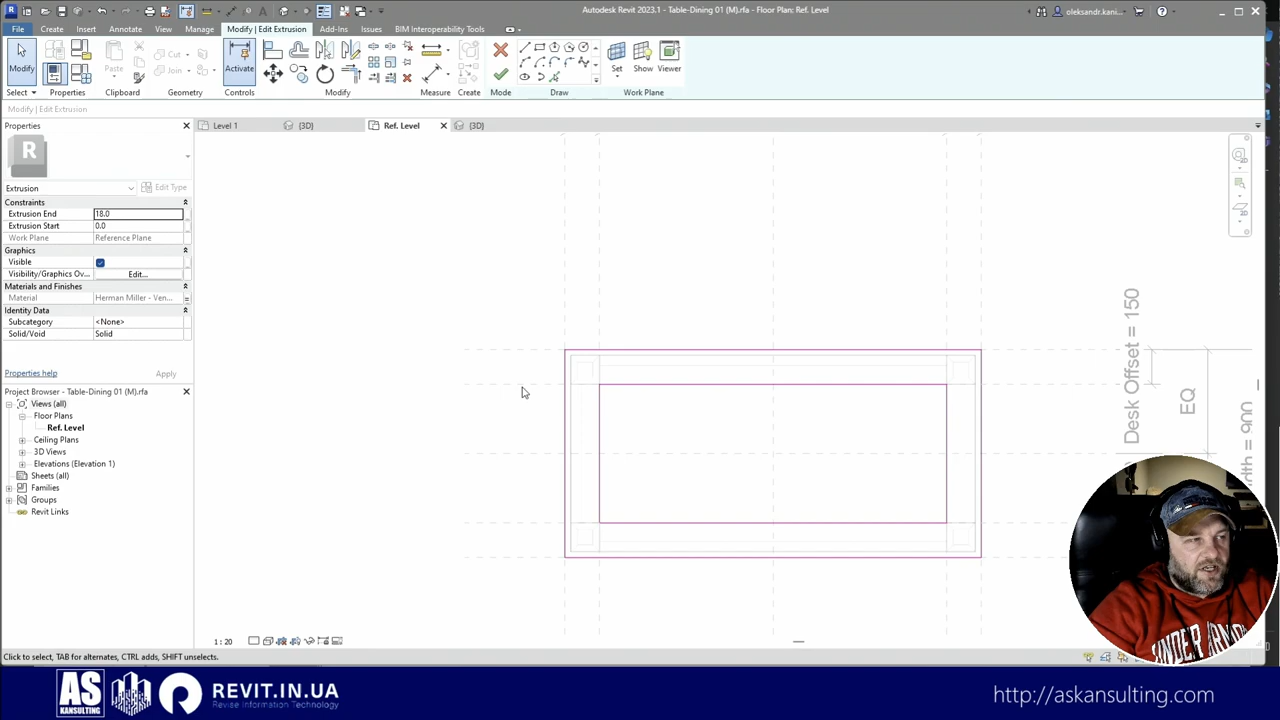 Autodesk Revit 2023.1 - Table-Dining 01 (M).rfa - Floor Plan: Ref. Level
oleksandr.kani...
File Create Insert Annotate View Manage Modify | Edit Extrusion Add-Ins Issues BIM Interoperability Tools
Modify Paste Cut Join Activate Set Show Viewer
Select Properties Clipboard Geometry Controls Modify Measure Create Mode Draw Work Plane
Modify | Edit Extrusion
Properties
Level 1 (3D) Ref. Level (3D)
R
Extrusion Edit Type
Constraints
Extrusion End 18.0
Extrusion Start 0.0
Work Plane Reference Plane
Graphics
Visible
Visibility/Graphics Ov... Edit...
Materials and Finishes
Material Herman Miller - Ven...
Identity Data
Subcategory <None>
Solid/Void Solid
Properties help Apply
Project Browser - Table-Dining 01 (M).rfa
Views (all)
Floor Plans
Ref. Level
Ceiling Plans
3D Views
Elevations (Elevation 1)
Sheets (all)
Families
Groups
Revit Links
Desk Offset = 150
EQ
= 900
1 : 20
Click to select, TAB for alternates, CTRL adds, SHIFT unselects.
UNDER
AS
KANSULTING
REVIT.IN.UA
Revise Information Technology
http://askansulting.com